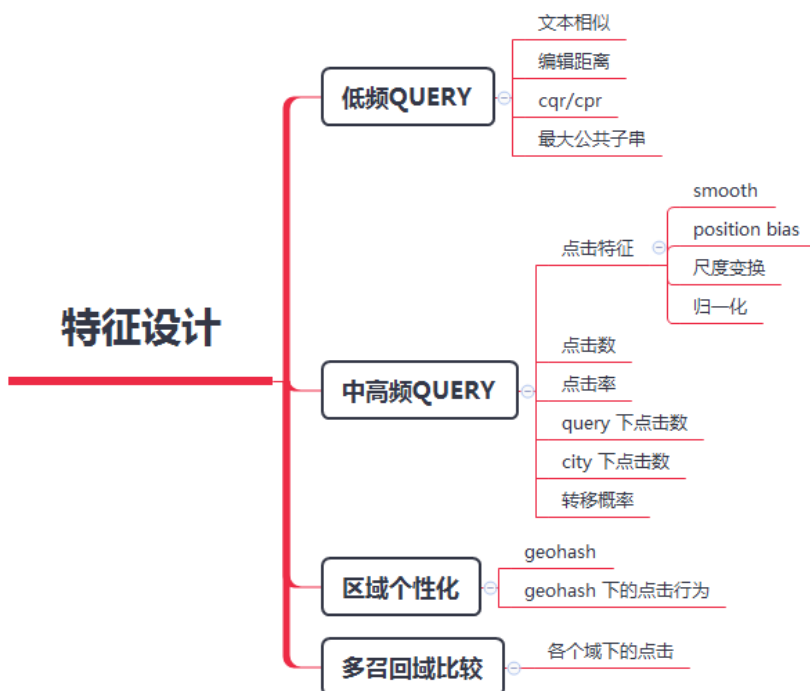 特征设计
低频QUERY
文本相似
编辑距离
cqr/cpr
最大公共子串
中高频QUERY
点击特征
smooth
position bias
尺度变换
归一化
点击数
点击率
query 下点击数
city 下点击数
转移概率
区域个性化
geohash
geohash 下的点击行为
多召回域比较
各个域下的点击